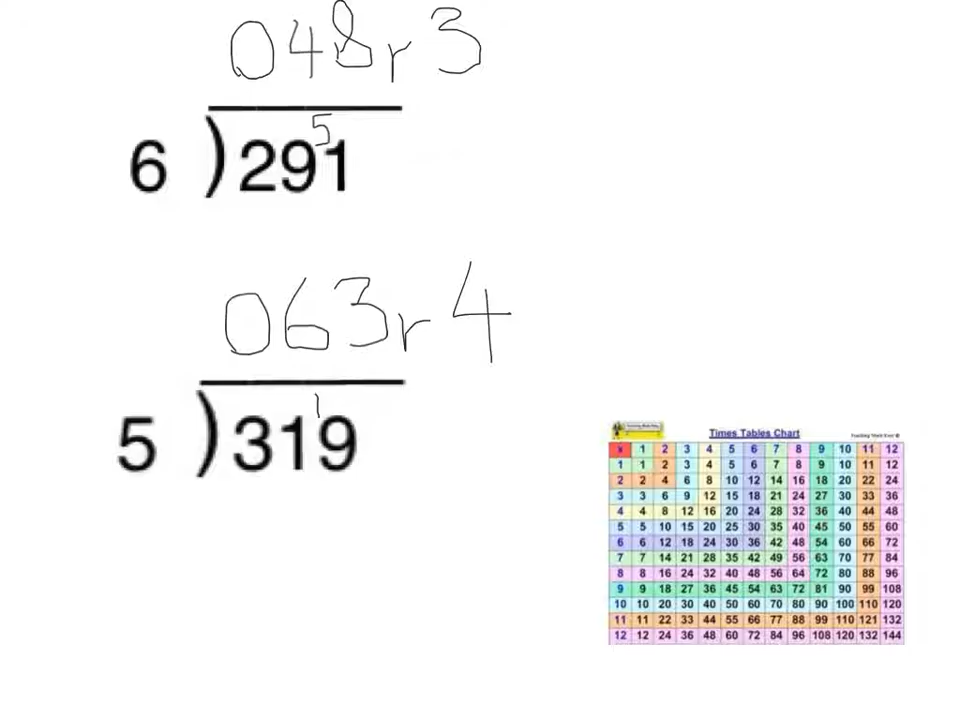 048r3
5
6 ) 291
063r4
1
5 ) 319
Times Tables Chart
x 1 2 3 4 5 6 7 8 9 10 11 12
1 1 2 3 4 5 6 7 8 9 10 11 12
2 2 4 6 8 10 12 14 16 18 20 22 24
3 3 6 9 12 15 18 21 24 27 30 33 36
4 4 8 12 16 20 24 28 32 36 40 44 48
5 5 10 15 20 25 30 35 40 45 50 55 60
6 6 12 18 24 30 36 42 48 54 60 66 72
7 7 14 21 28 35 42 49 56 63 70 77 84
8 8 16 24 32 40 48 56 64 72 80 88 96
9 9 18 27 36 45 54 63 72 81 90 99 108
10 10 20 30 40 50 60 70 80 90 100 110 120
11 11 22 33 44 55 66 77 88 99 110 121 132
12 12 24 36 48 60 72 84 96 108 120 132 144